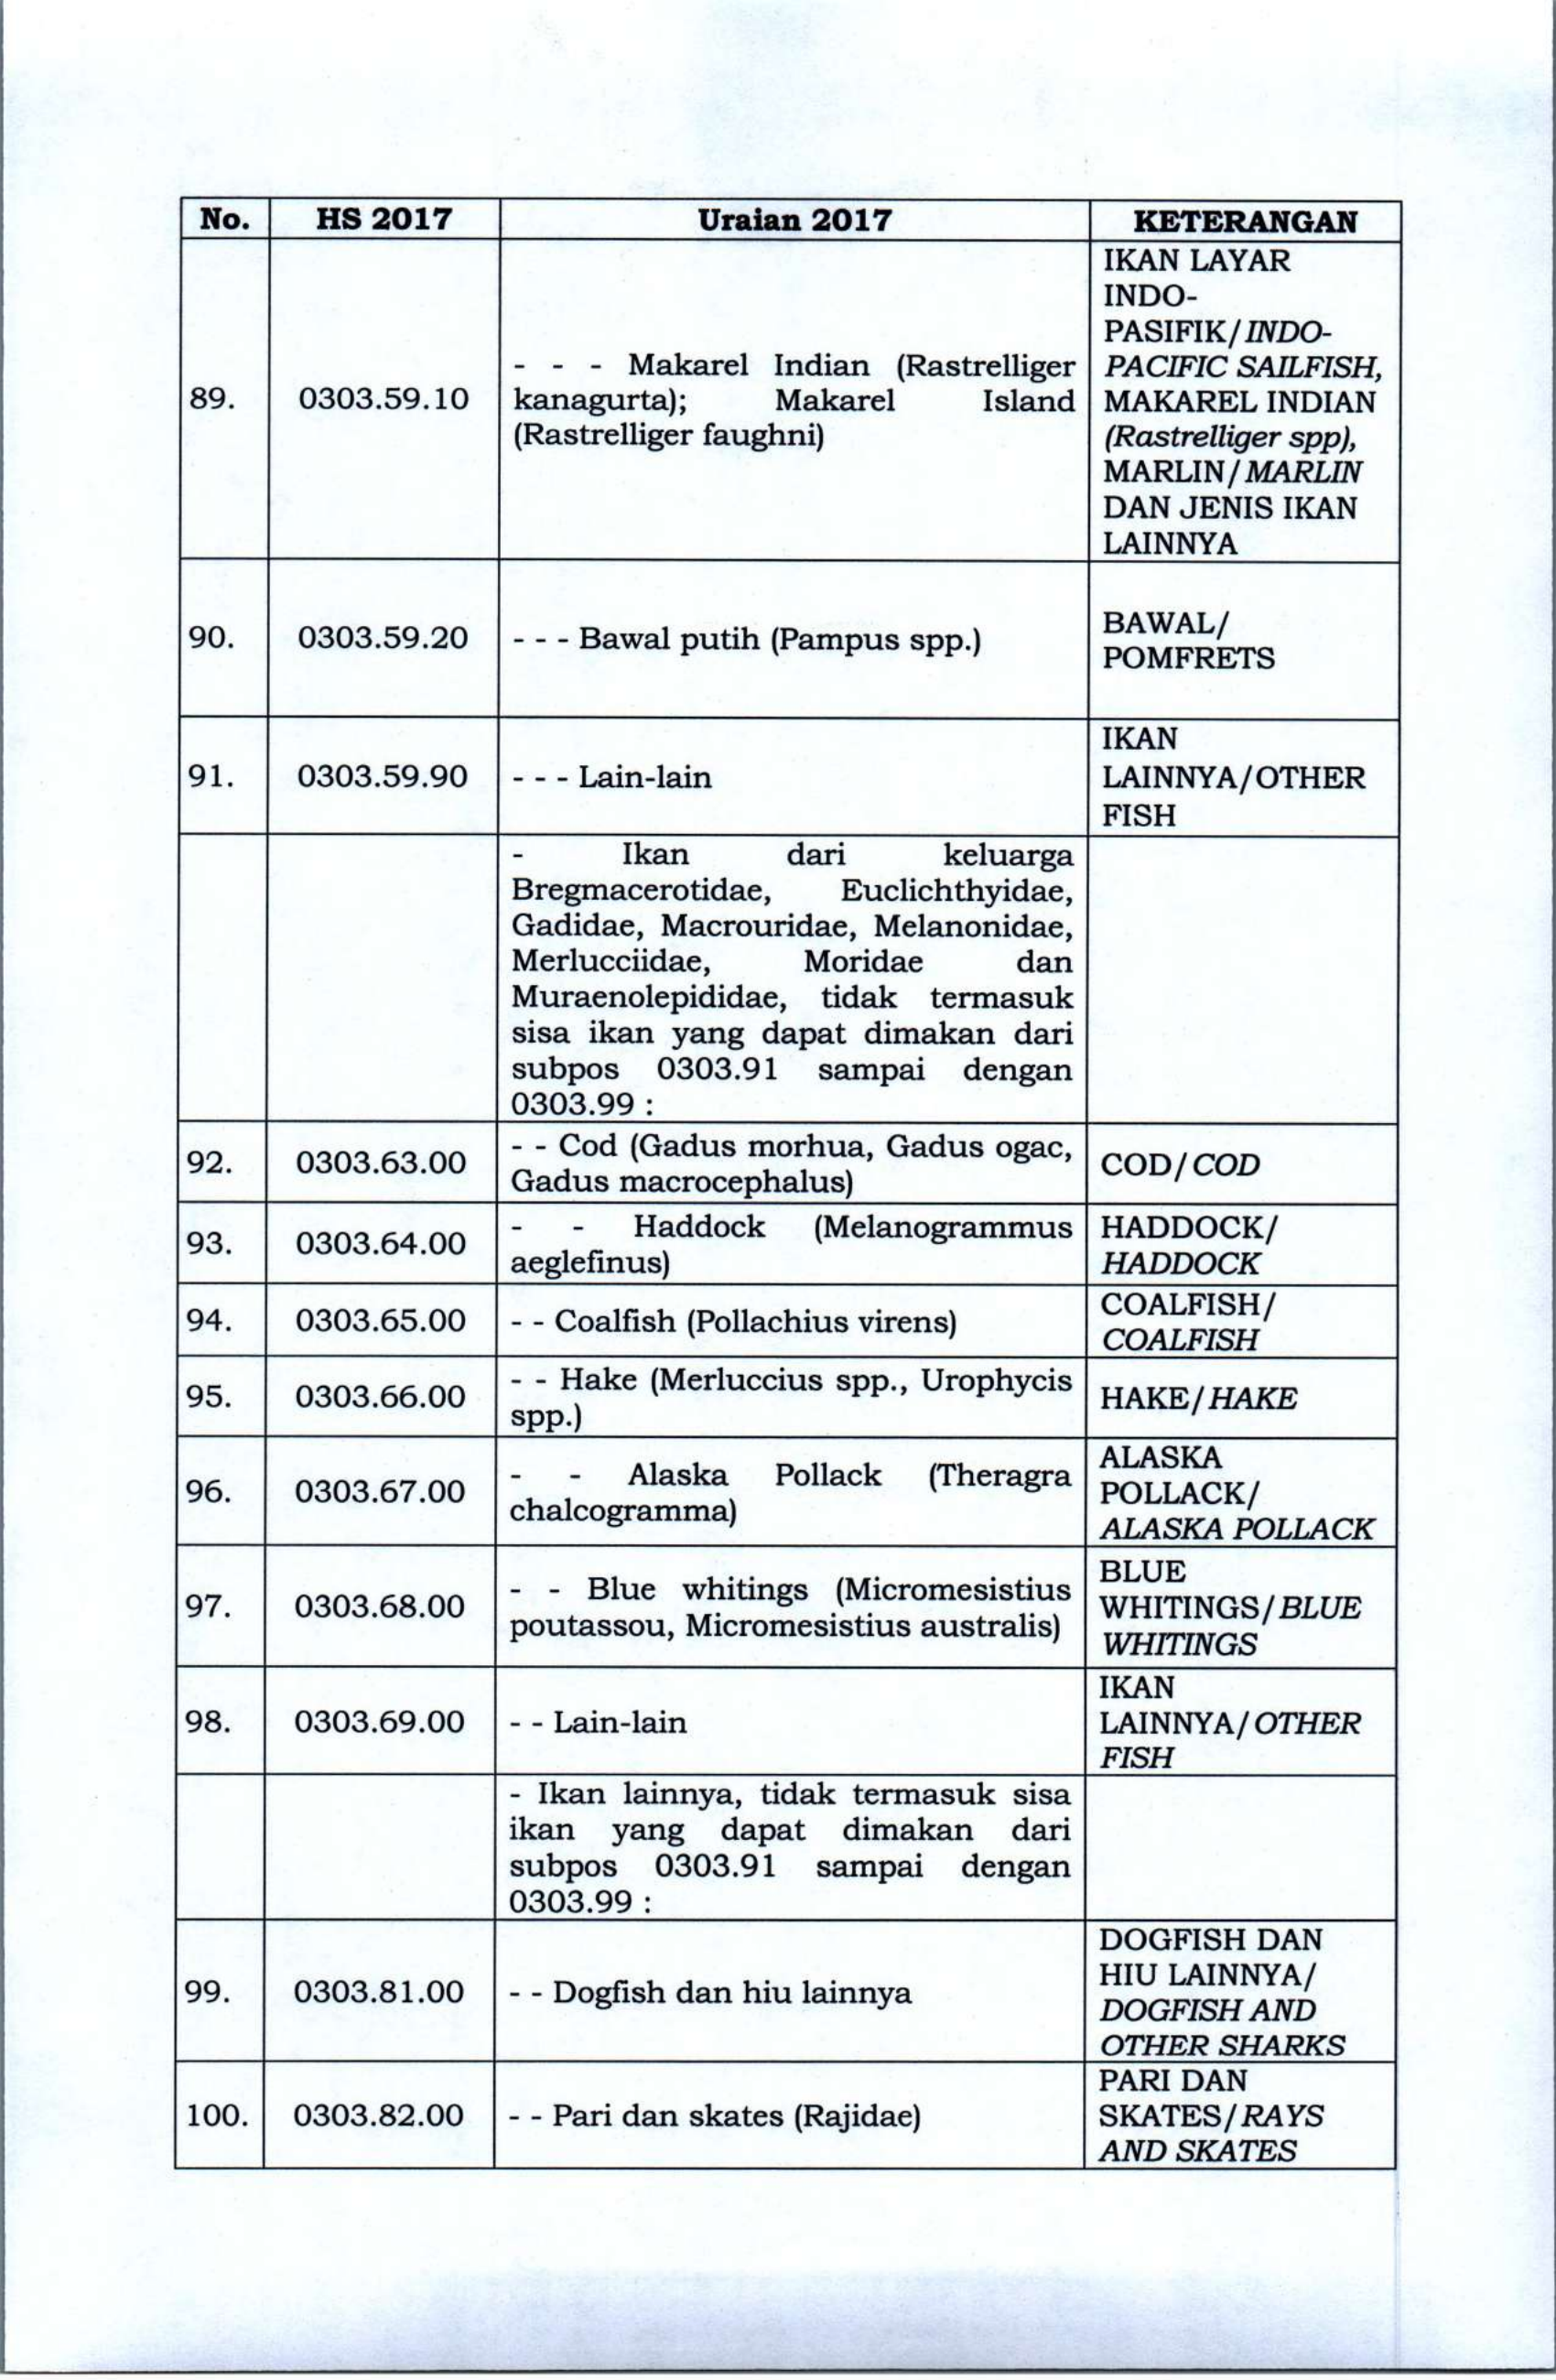 No. HS 2017 Uraian 2017 KETERANGAN
IKAN LAYAR
INDO-
PASIFIK/INDO-
PACIFIC SAILFISH,
89. 0303.59.10 - - - Makarel Indian (Rastrelliger
kanagurta); Makarel Island
(Rastrelliger faughni)
MAKAREL INDIAN
(Rastrelliger spp),
MARLIN/MARLIN
DAN JENIS IKAN
LAINNYA
90. 0303.59.20 - - - Bawal putih (Pampus spp.)
BAWAL/
POMFRETS
91. 0303.59.90 - - - Lain-lain
IKAN
LAINNYA/OTHER
FISH
- Ikan dari keluarga
Bregmacerotidae, Euclichthyidae,
Gadidae, Macrouridae, Melanonidae,
Merlucciidae, Moridae dan
Muraenolepididae, tidak termasuk
sisa ikan yang dapat dimakan dari
subpos 0303.91 sampai dengan
0303.99 :
92. 0303.63.00 - - Cod (Gadus morhua, Gadus ogac,
Gadus macrocephalus)
COD/COD
93. 0303.64.00 - - Haddock (Melanogrammus
aeglefinus)
HADDOCK/
HADDOCK
94. 0303.65.00 - - Coalfish (Pollachius virens)
COALFISH/
COALFISH
95. 0303.66.00 - - Hake (Merluccius spp., Urophycis
spp.)
HAKE/HAKE
96. 0303.67.00 - - Alaska Pollack (Theragra
chalcogramma)
ALASKA
POLLACK/
ALASKA POLLACK
97. 0303.68.00 - - Blue whitings (Micromesistius
poutassou, Micromesistius australis)
BLUE
WHITINGS/BLUE
WHITINGS
98. 0303.69.00 - - Lain-lain
IKAN
LAINNYA/OTHER
FISH
- Ikan lainnya, tidak termasuk sisa
ikan yang dapat dimakan dari
subpos 0303.91 sampai dengan
0303.99 :
99. 0303.81.00 - - Dogfish dan hiu lainnya
DOGFISH DAN
HIU LAINNYA/
DOGFISH AND
OTHER SHARKS
100. 0303.82.00 - - Pari dan skates (Rajidae)
PARI DAN
SKATES/RAYS
AND SKATES